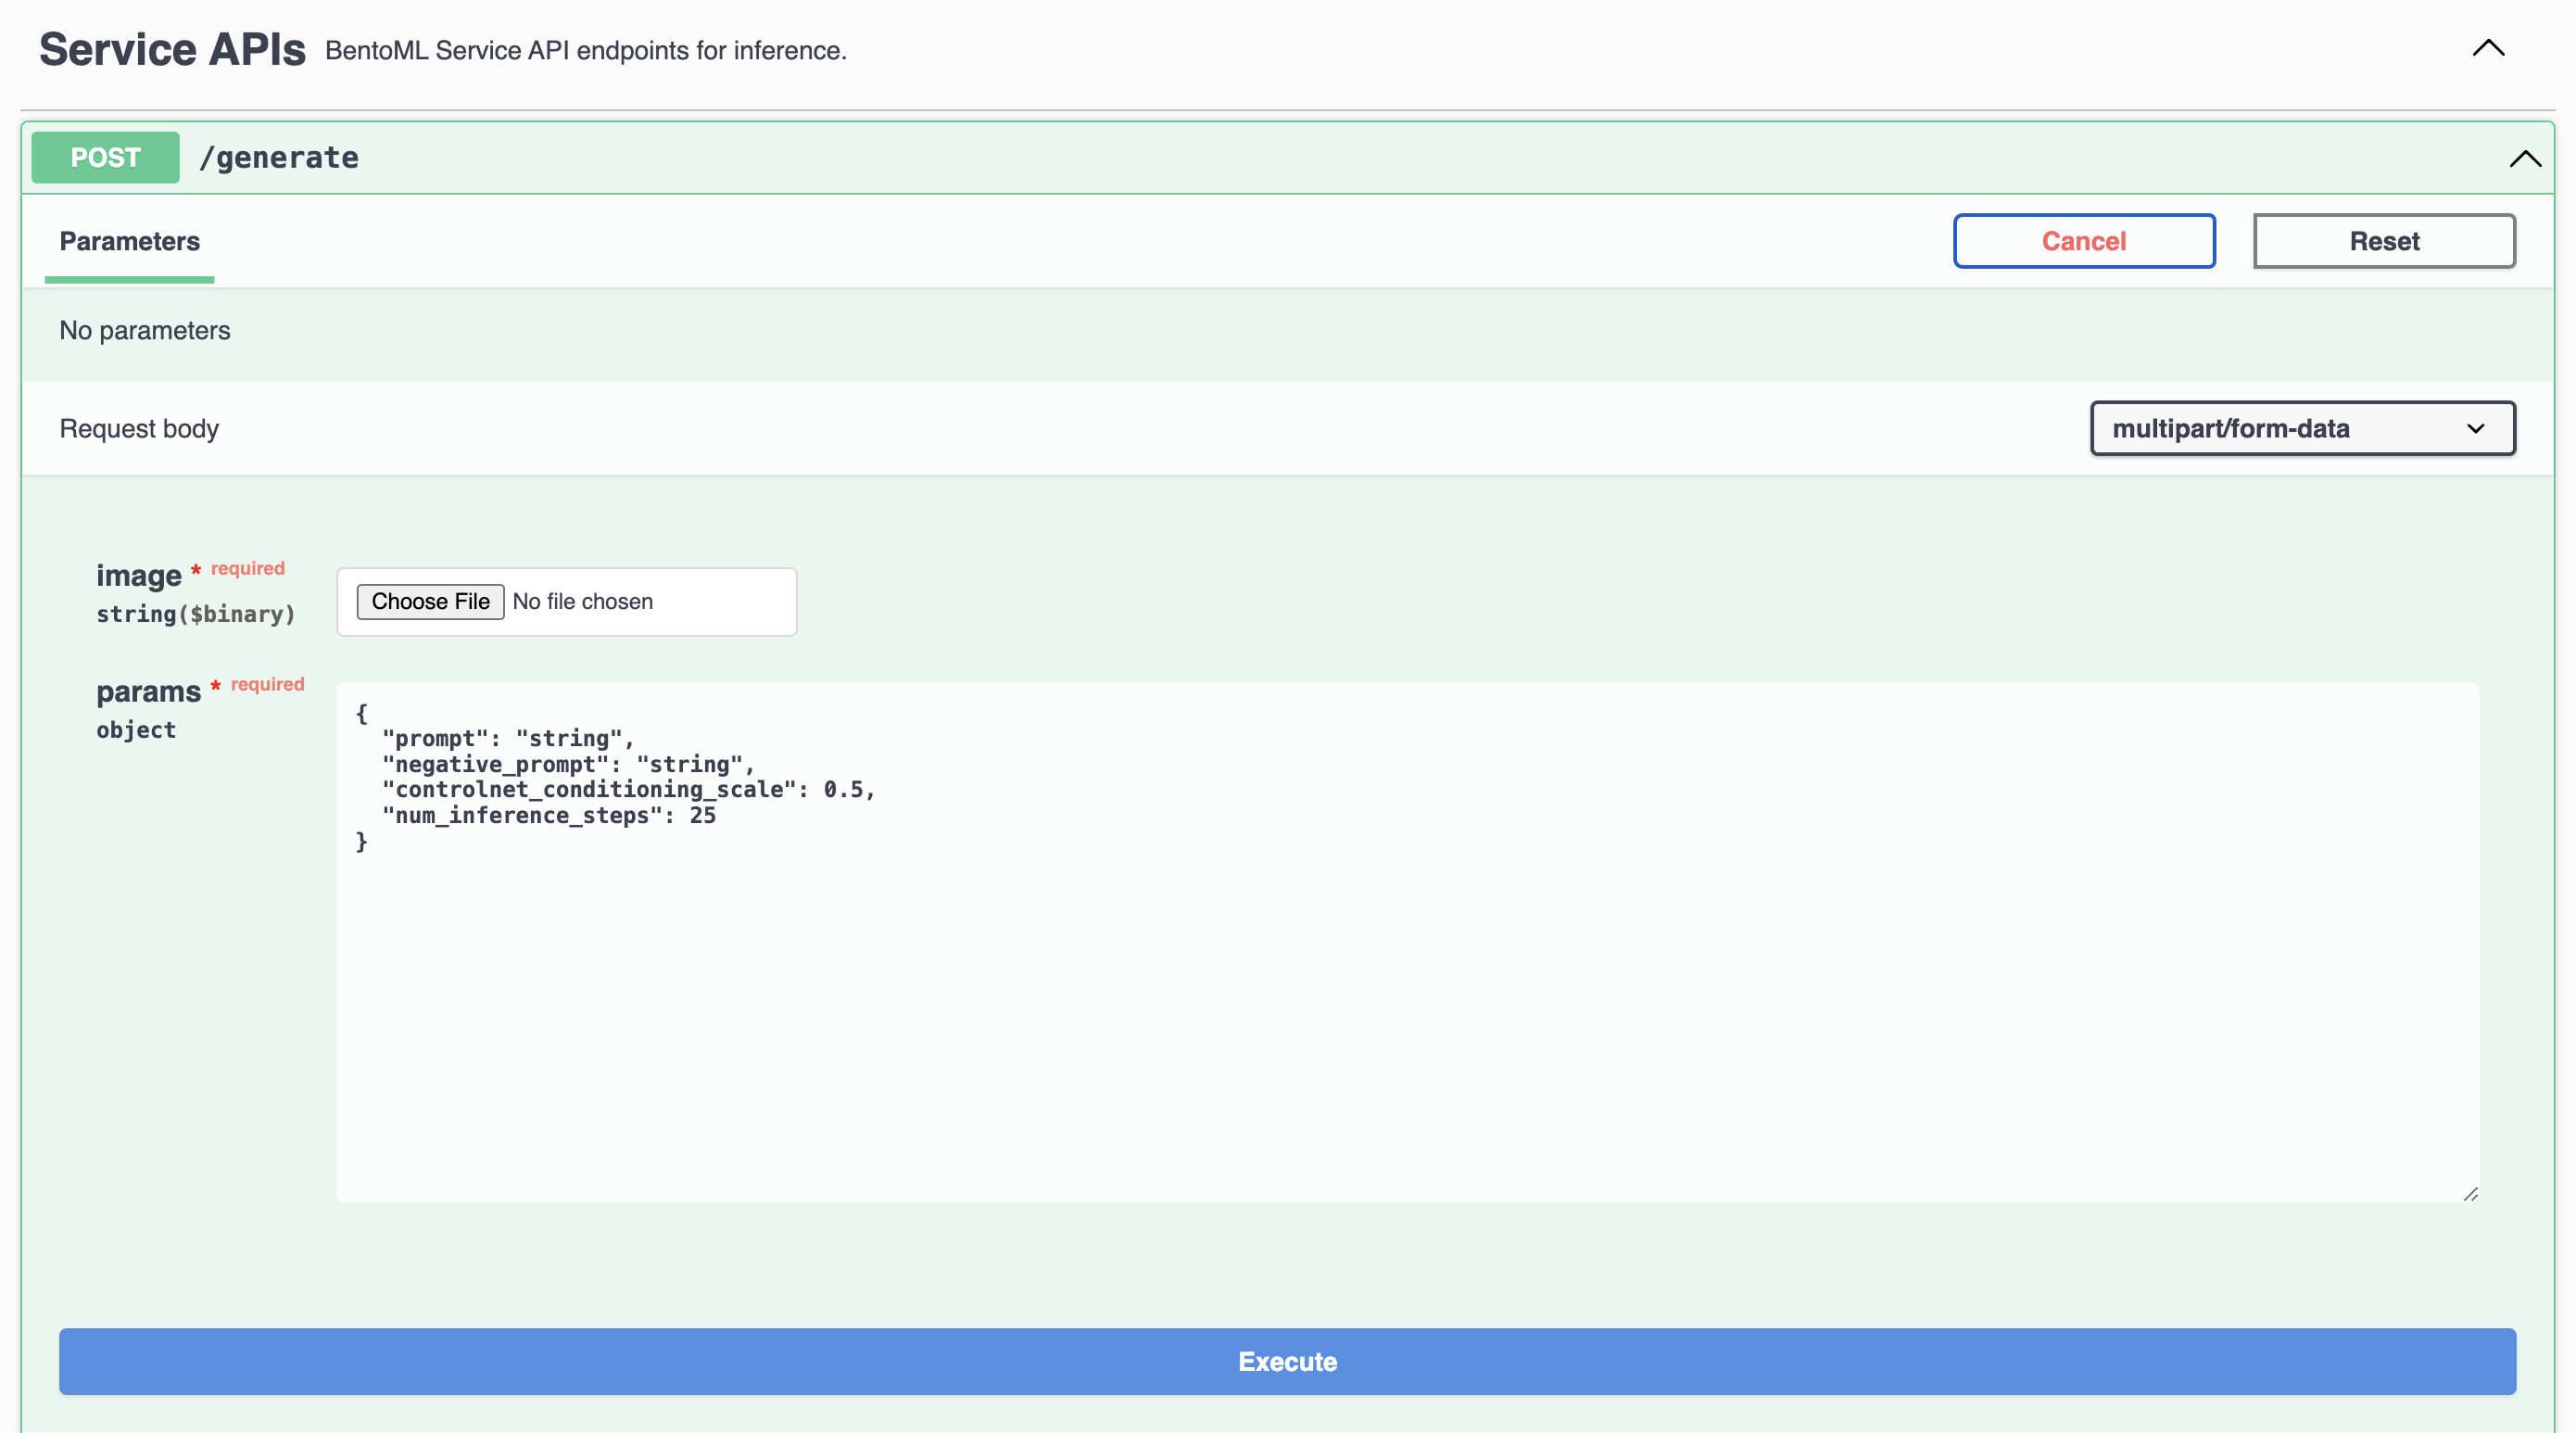 Service APIs BentoML Service API endpoints for inference.
POST /generate
Parameters Cancel Reset
No parameters
Request body multipart/form-data
image * required
string($binary)
Choose File No file chosen
params * required
object
{
  "prompt": "string",
  "negative_prompt": "string",
  "controlnet_conditioning_scale": 0.5,
  "num_inference_steps": 25
}
Execute